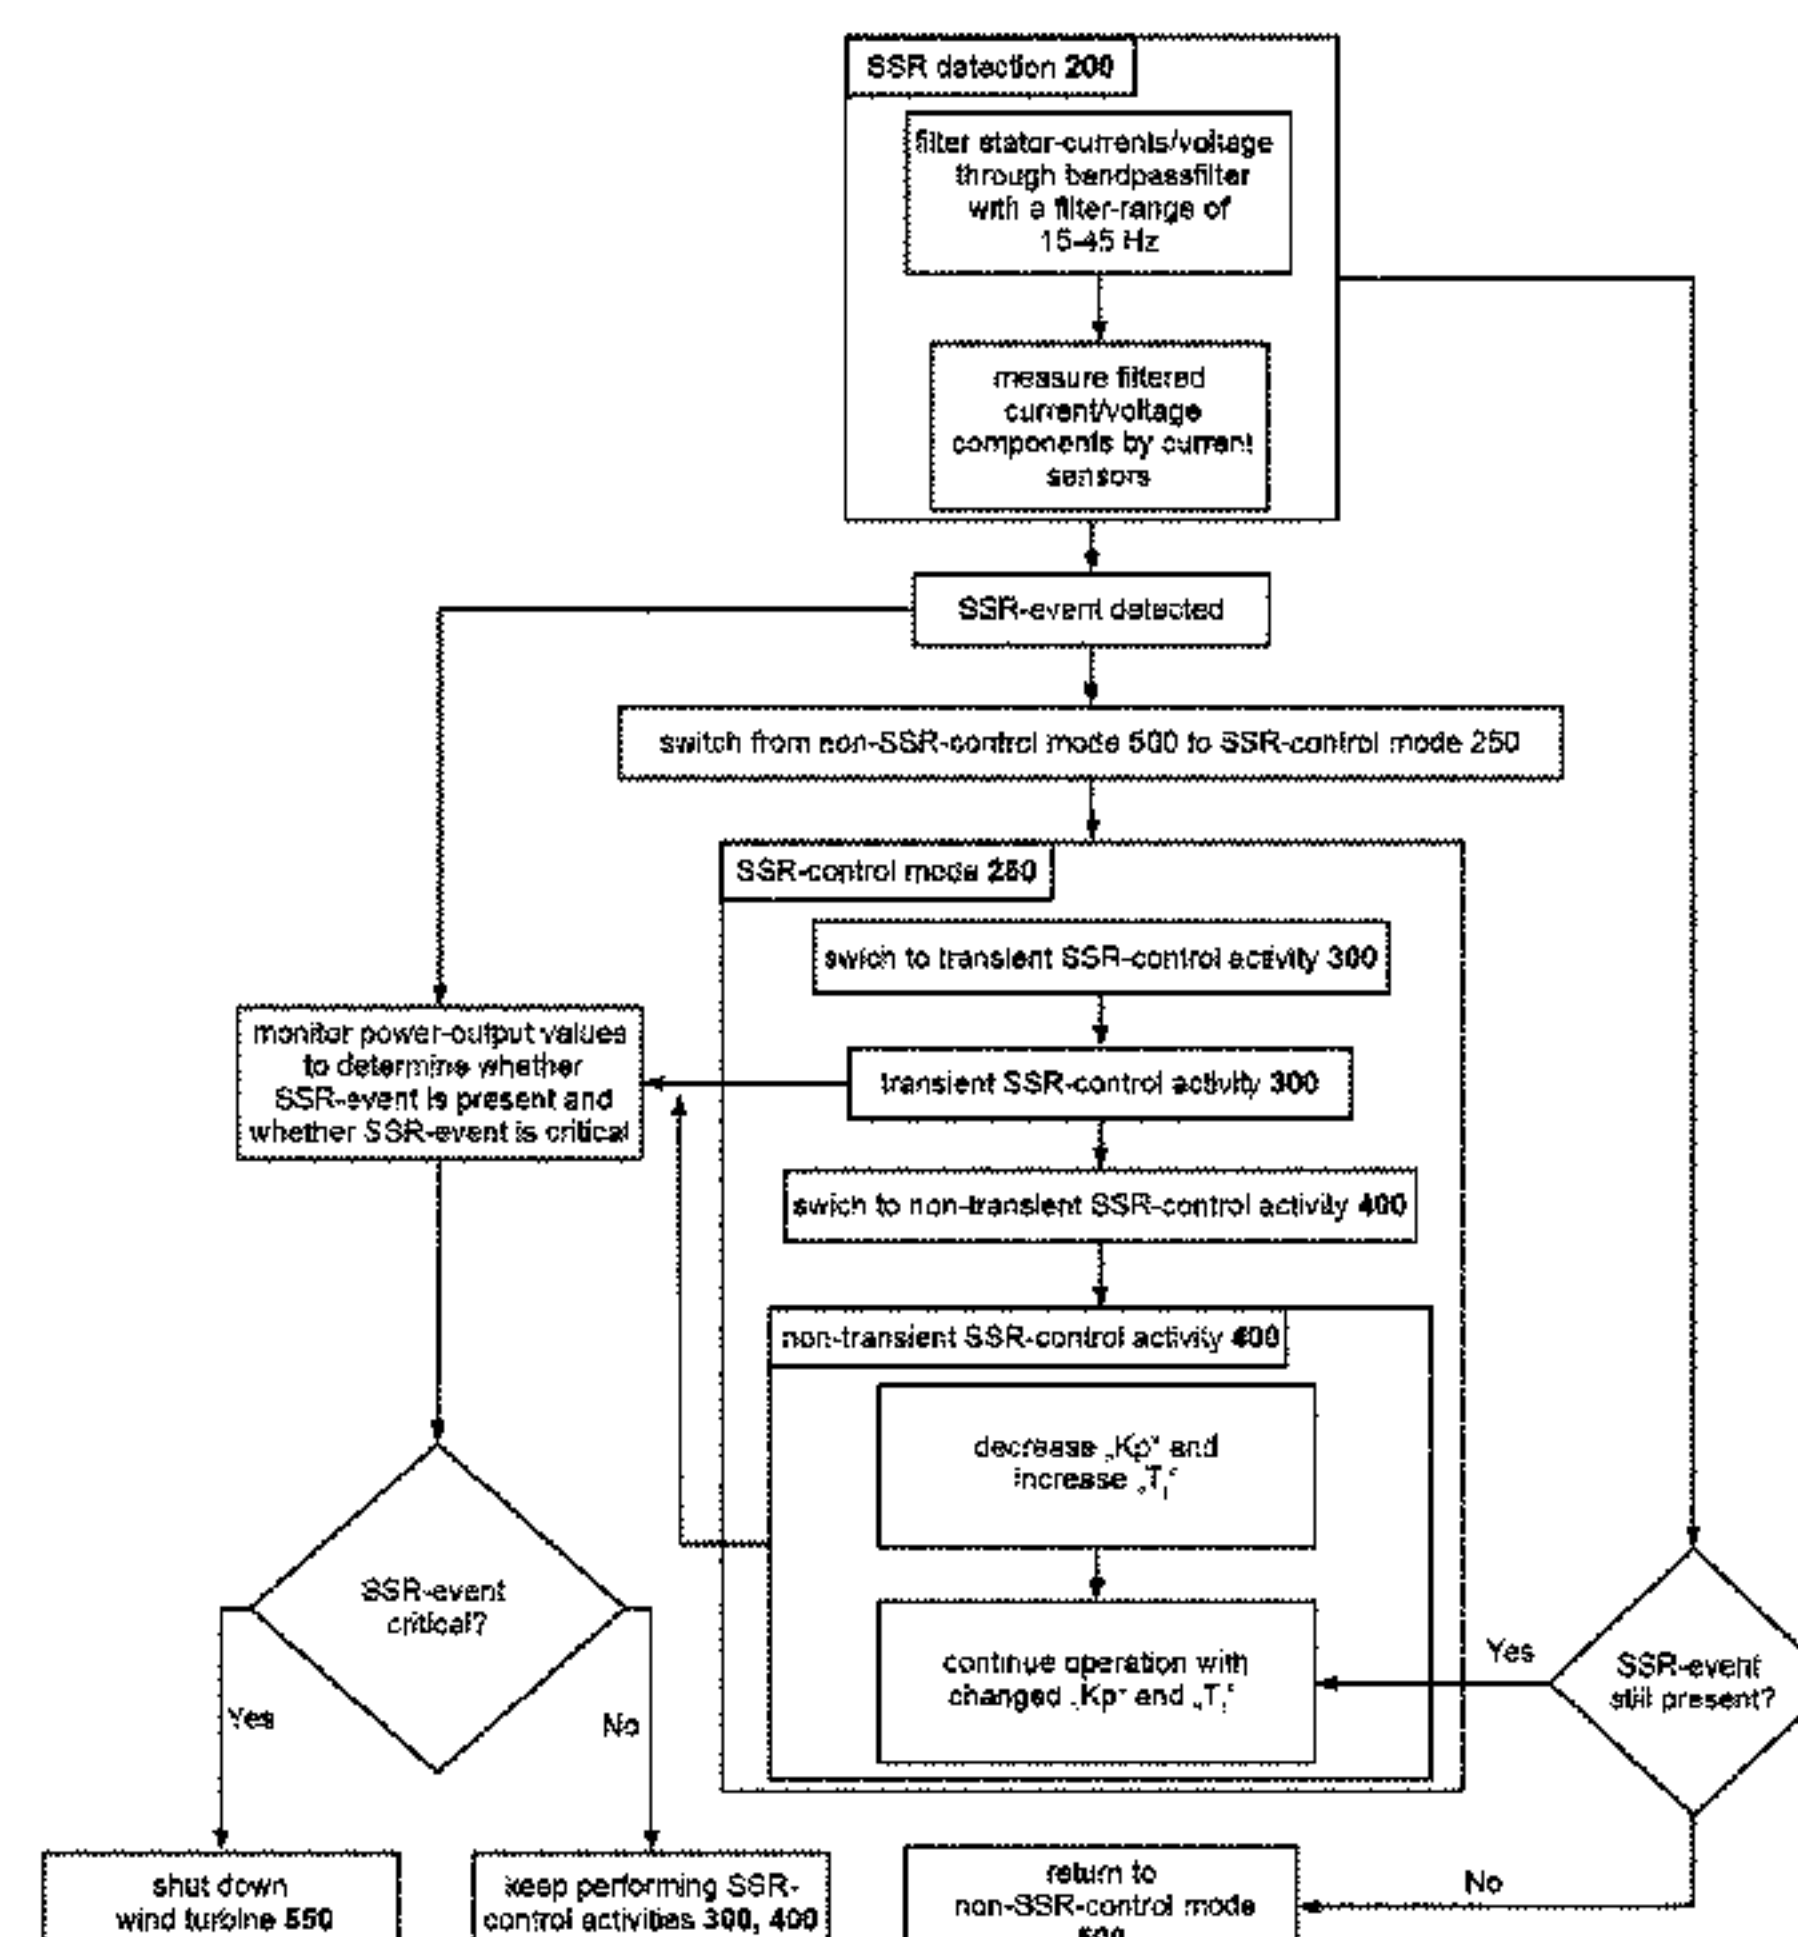 SSR datection 200
filter stator-currents/voltage
through bandpassfilter
with a filter-range of
15-45 Hz
measure filtered
current/voltage
components by current
sensors
SSR-event detected
switch from non-SSR-control mode 500 to SSR-control mode 250
SSR-control mode 250
swich to transient SSR-control activity 300
monitor power-output values
to determine whether
SSR-event is present and
whether SSR-event is critical
transient SSR-control activity 300
swich to non-transient SSR-control activity 400
non-transient SSR-control activity 400
decrease „Kp“ and
increase „Tᵢ“
SSR-event
critical?
continue operation with
changed „Kp“ and „Tᵢ“
Yes
SSR-event
still present?
Yes
No
shut down
wind turbine 550
keep performing SSR-
control activities 300, 400
return to
non-SSR-control mode
500
No